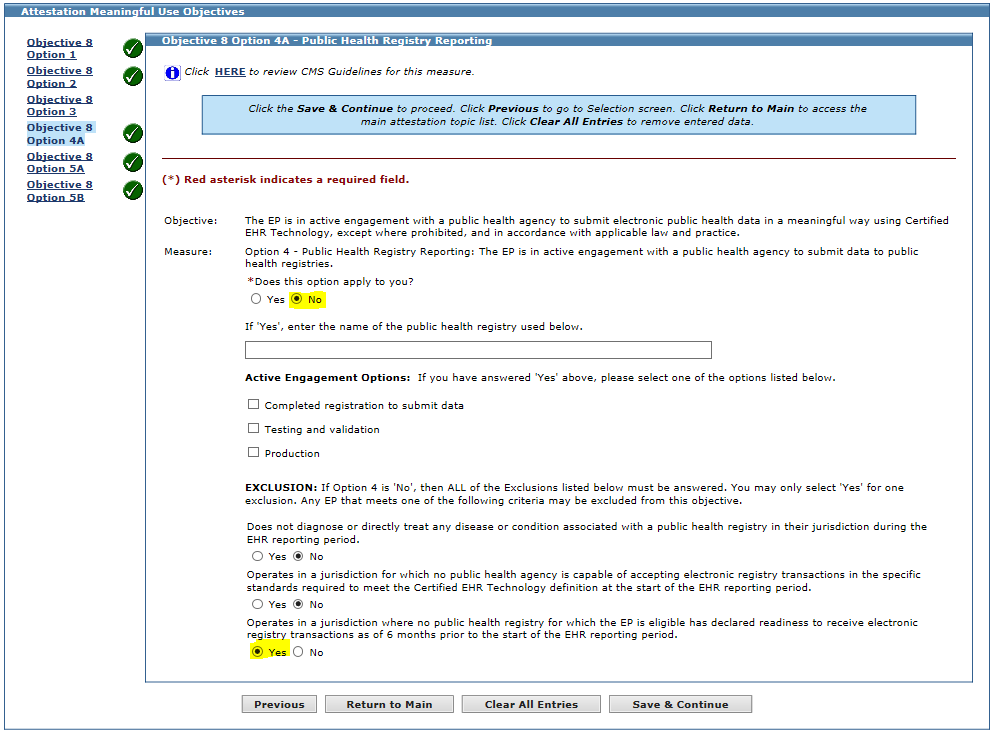 Attestation Meaningful Use Objectives
Objective 8
Option 1
Objective 8
Option 2
Objective 8
Option 3
Objective 8
Option 4A
Objective 8
Option 5A
Objective 8
Option 5B
Objective 8 Option 4A - Public Health Registry Reporting
Click HERE to review CMS Guidelines for this measure.
Click the Save & Continue to proceed. Click Previous to go to Selection screen. Click Return to Main to access the
main attestation topic list. Click Clear All Entries to remove entered data.
(*) Red asterisk indicates a required field.
Objective: The EP is in active engagement with a public health agency to submit electronic public health data in a meaningful way using Certified
EHR Technology, except where prohibited, and in accordance with applicable law and practice.
Measure: Option 4 - Public Health Registry Reporting: The EP is in active engagement with a public health agency to submit data to public
health registries.
*Does this option apply to you?
Yes No
If 'Yes', enter the name of the public health registry used below.
Active Engagement Options: If you have answered 'Yes' above, please select one of the options listed below.
Completed registration to submit data
Testing and validation
Production
EXCLUSION: If Option 4 is 'No', then ALL of the Exclusions listed below must be answered. You may only select 'Yes' for one
exclusion. Any EP that meets one of the following criteria may be excluded from this objective.
Does not diagnose or directly treat any disease or condition associated with a public health registry in their jurisdiction during the
EHR reporting period.
Yes No
Operates in a jurisdiction for which no public health agency is capable of accepting electronic registry transactions in the specific
standards required to meet the Certified EHR Technology definition at the start of the EHR reporting period.
Yes No
Operates in a jurisdiction where no public health registry for which the EP is eligible has declared readiness to receive electronic
registry transactions as of 6 months prior to the start of the EHR reporting period.
Yes No
Previous Return to Main Clear All Entries Save & Continue